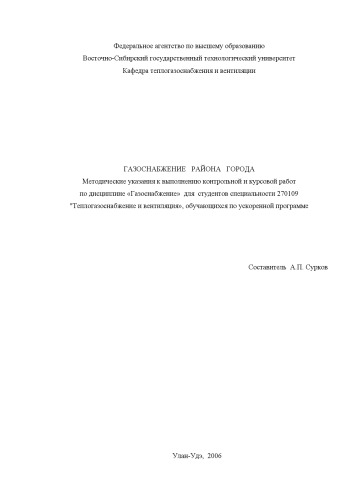 Федеральное агентство по высшему образованию
Восточно-Сибирский государственный технологический университет
Кафедра теплогазоснабжения и вентиляции
ГАЗОСНАБЖЕНИЕ РАЙОНА ГОРОДА
Методические указания к выполнению контрольной и курсовой работ
по дисциплине «Газоснабжение» для студентов специальности 270109
"Теплогазоснабжение и вентиляция», обучающихся по ускоренной программе
Составитель А.П. Сурков
Улан-Удэ, 2006